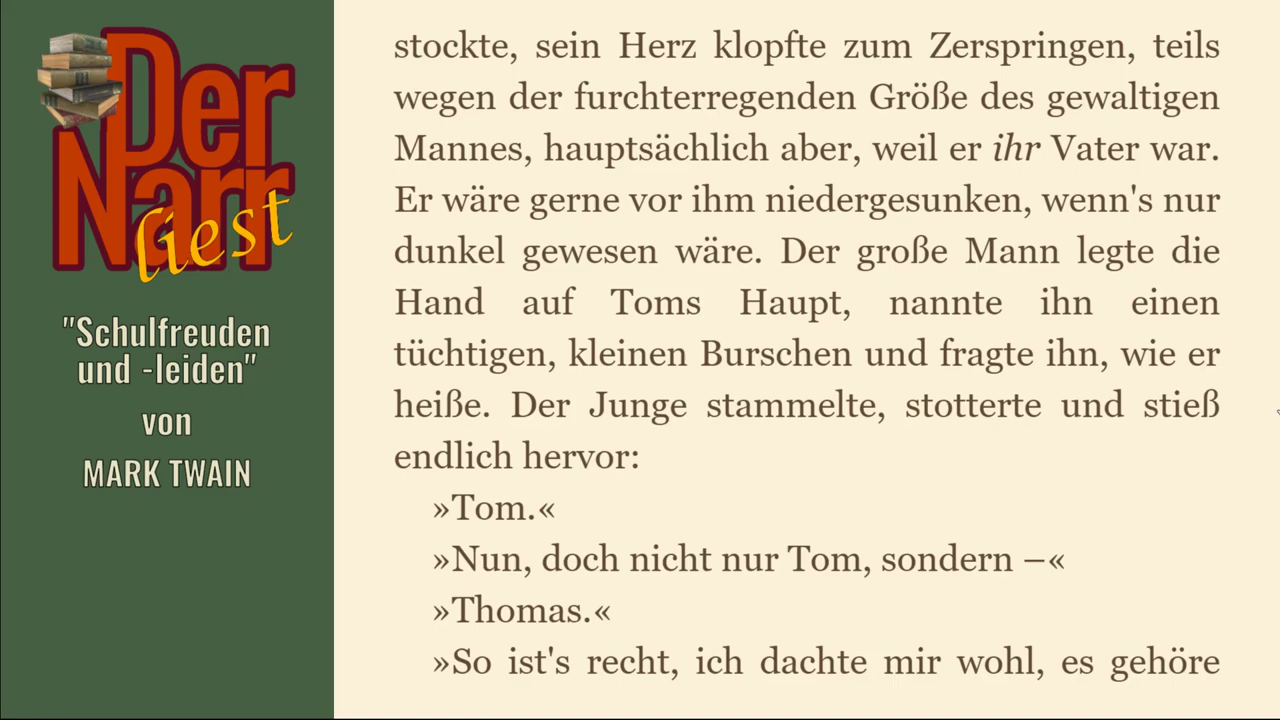 Der
Narr
liest
"Schulfreuden
und -leiden"
von
MARK TWAIN
stockte, sein Herz klopfte zum Zerspringen, teils
wegen der furchterregenden Größe des gewaltigen
Mannes, hauptsächlich aber, weil er ihr Vater war.
Er wäre gerne vor ihm niedergesunken, wenn's nur
dunkel gewesen wäre. Der große Mann legte die
Hand auf Toms Haupt, nannte ihn einen
tüchtigen, kleinen Burschen und fragte ihn, wie er
heiße. Der Junge stammelte, stotterte und stieß
endlich hervor:
»Tom.«
»Nun, doch nicht nur Tom, sondern –«
»Thomas.«
»So ist's recht, ich dachte mir wohl, es gehöre